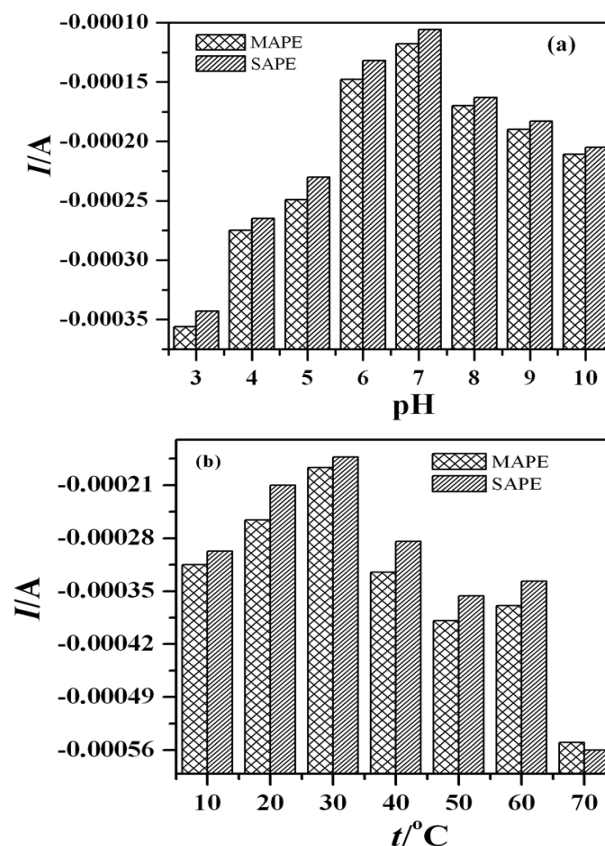 -0.00010
-0.00015
-0.00020
-0.00025
-0.00030
-0.00035
I/A
MAPE
SAPE
(a)
3 4 5 6 7 8 9 10
pH
-0.00021
-0.00028
-0.00035
-0.00042
-0.00049
-0.00056
I/A
(b)
MAPE
SAPE
10 20 30 40 50 60 70
t/°C